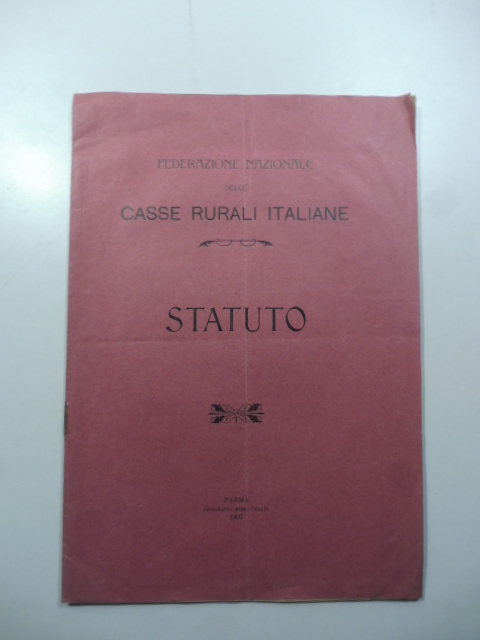 FEDERAZIONE NAZIONALE
DELLE
CASSE RURALI ITALIANE
STATUTO
PARMA